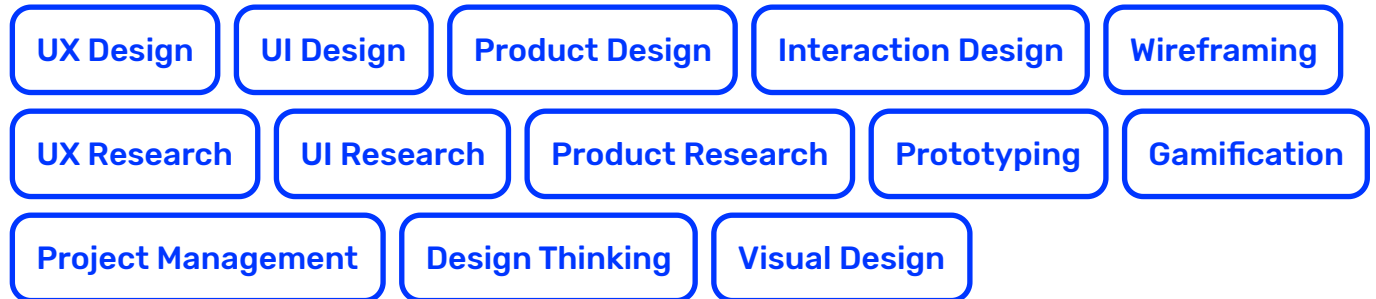 UX Design UI Design Product Design Interaction Design Wireframing
UX Research UI Research Product Research Prototyping Gamification
Project Management Design Thinking Visual Design